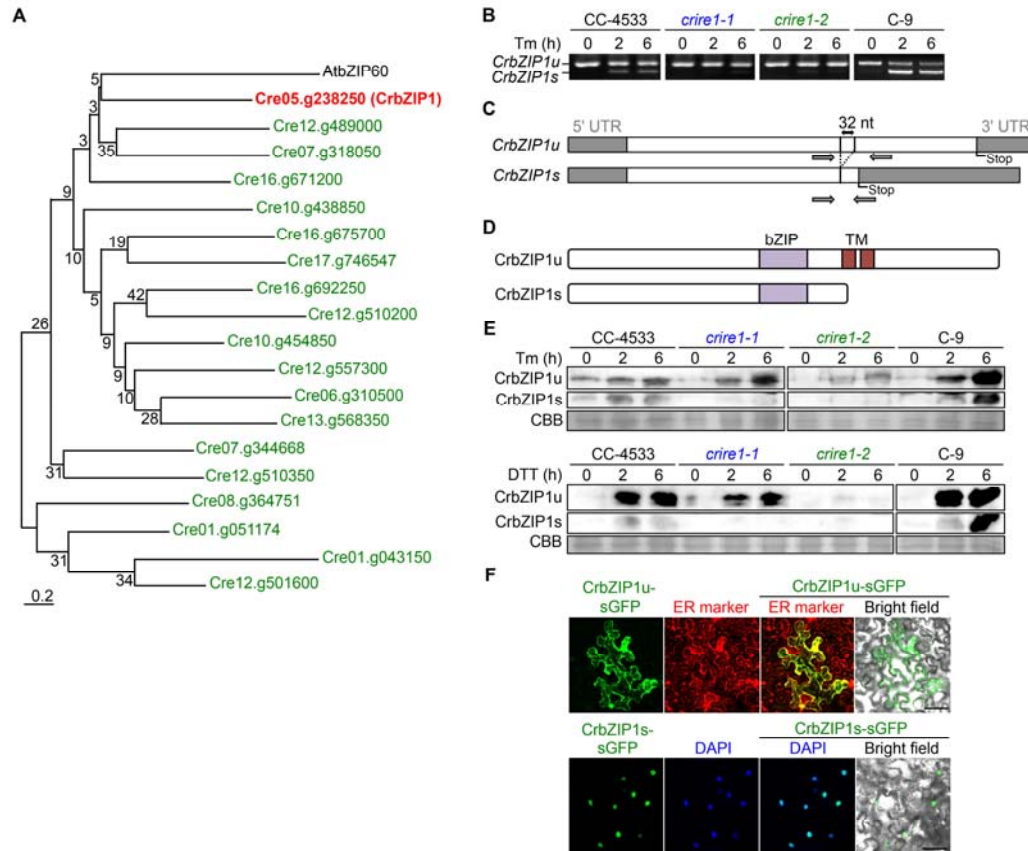 A
AtbZIP60
Cre05.g238250 (CrbZIP1)
Cre12.g489000
Cre07.g318050
Cre16.g671200
Cre10.g438850
Cre16.g675700
Cre17.g746547
Cre16.g692250
Cre12.g510200
Cre10.g454850
Cre12.g557300
Cre06.g310500
Cre13.g568350
Cre07.g344668
Cre12.g510350
Cre08.g364751
Cre01.g051174
Cre01.g043150
Cre12.g501600
5
3
35
3
9
10
19
5
42
9
9
10
28
26
31
31
34
0.2
B
CC-4533 crire1-1 crire1-2 C-9
Tm (h) 0 2 6 0 2 6 0 2 6 0 2 6
CrbZIP1u
CrbZIP1s
C
5' UTR 32 nt 3' UTR
CrbZIP1u
Stop
CrbZIP1s
Stop
D
bZIP TM
CrbZIP1u
CrbZIP1s
E
CC-4533 crire1-1 crire1-2 C-9
Tm (h) 0 2 6 0 2 6 0 2 6 0 2 6
CrbZIP1u
CrbZIP1s
CBB
CC-4533 crire1-1 crire1-2 C-9
DTT (h) 0 2 6 0 2 6 0 2 6 0 2 6
CrbZIP1u
CrbZIP1s
CBB
F
CrbZIP1u-sGFP
CrbZIP1u-
sGFP ER marker ER marker Bright field
CrbZIP1s-sGFP
CrbZIP1s-
sGFP DAPI DAPI Bright field